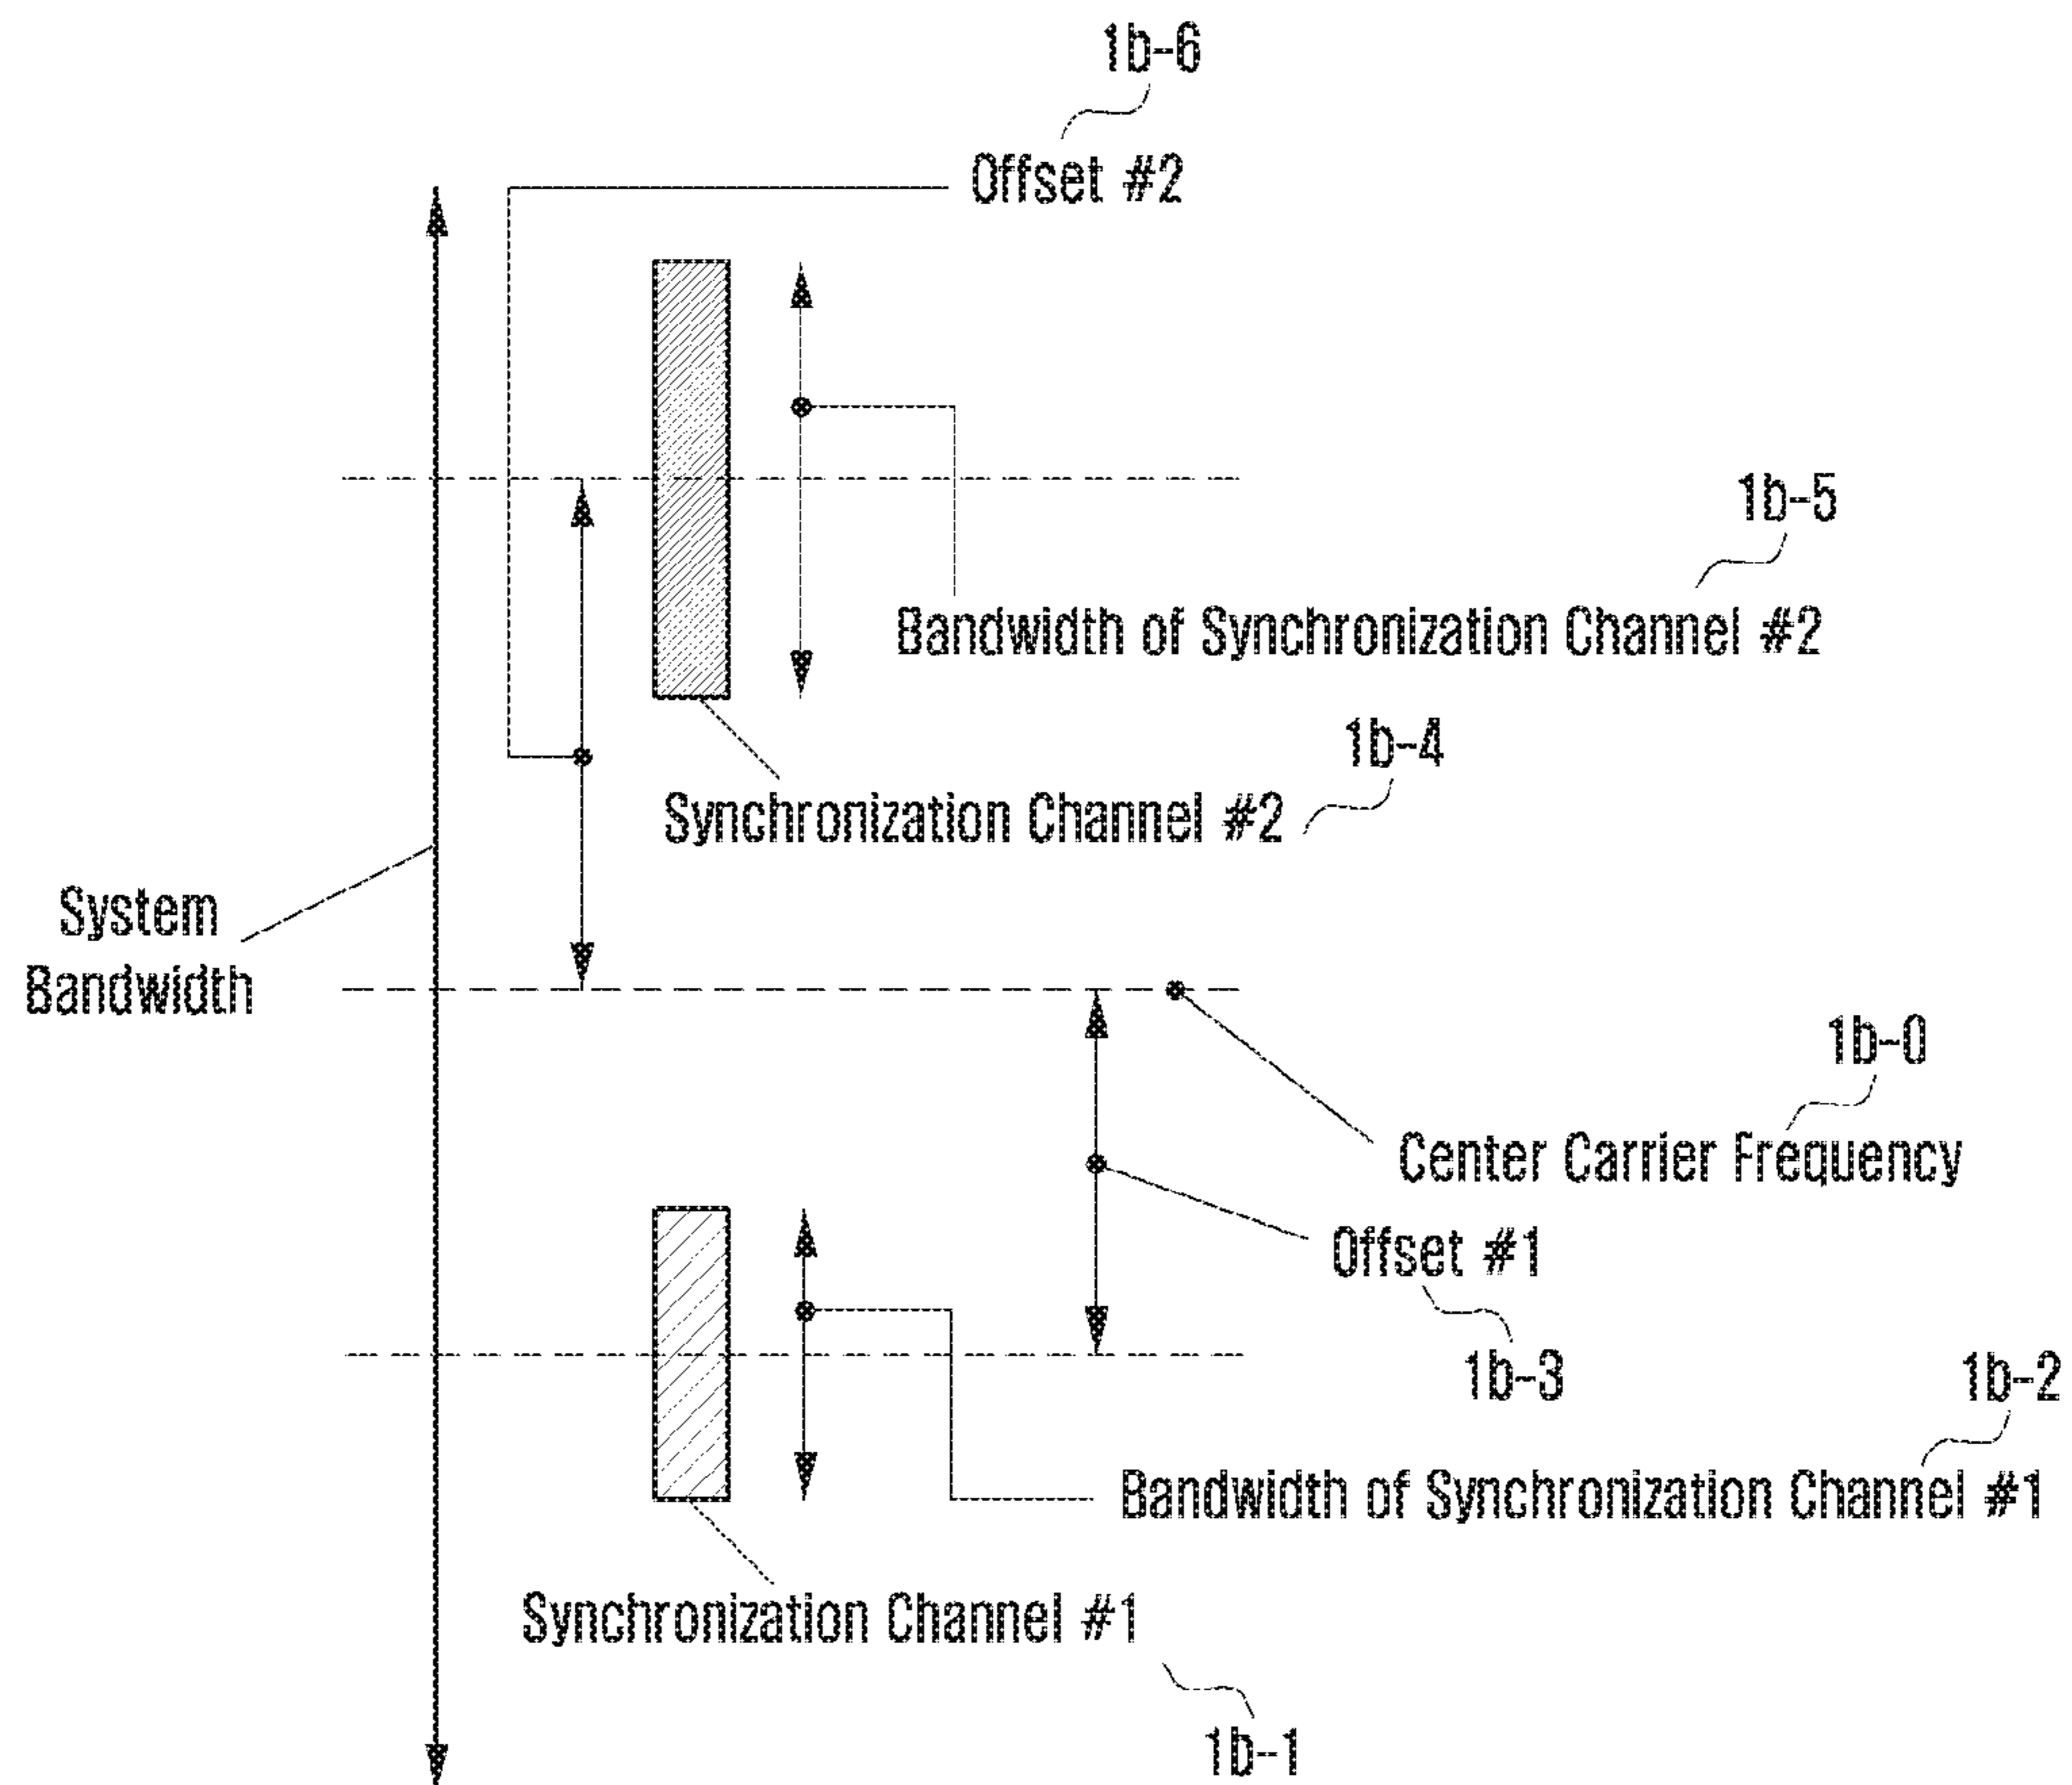 1b-6
Offset #2
1b-5
Bandwidth of Synchronization Channel #2
1b-4
Synchronization Channel #2
System
Bandwidth
1b-0
Center Carrier Frequency
Offset #1
1b-3
1b-2
Bandwidth of Synchronization Channel #1
Synchronization Channel #1
1b-1